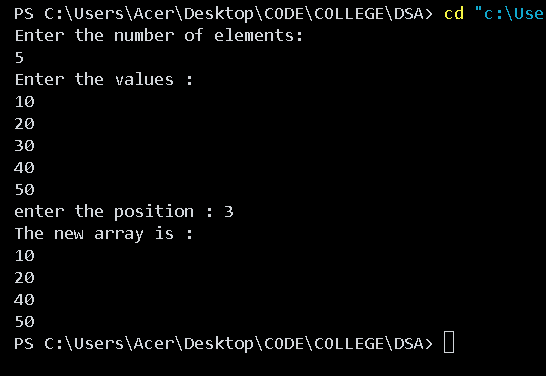 PS C:\Users\Acer\Desktop\CODE\COLLEGE\DSA> cd "c:\Use
Enter the number of elements:
5
Enter the values :
10
20
30
40
50
enter the position : 3
The new array is :
10
20
40
50
PS C:\Users\Acer\Desktop\CODE\COLLEGE\DSA>